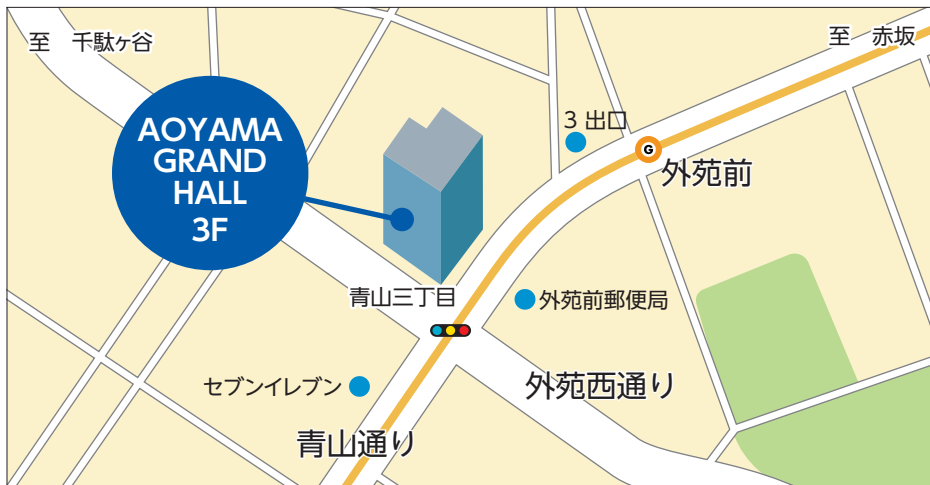 至 千駄ヶ谷
至 赤坂
AOYAMA
GRAND
HALL
3F
3 出口
G
外苑前
青山三丁目
外苑前郵便局
セブンイレブン
外苑西通り
青山通り